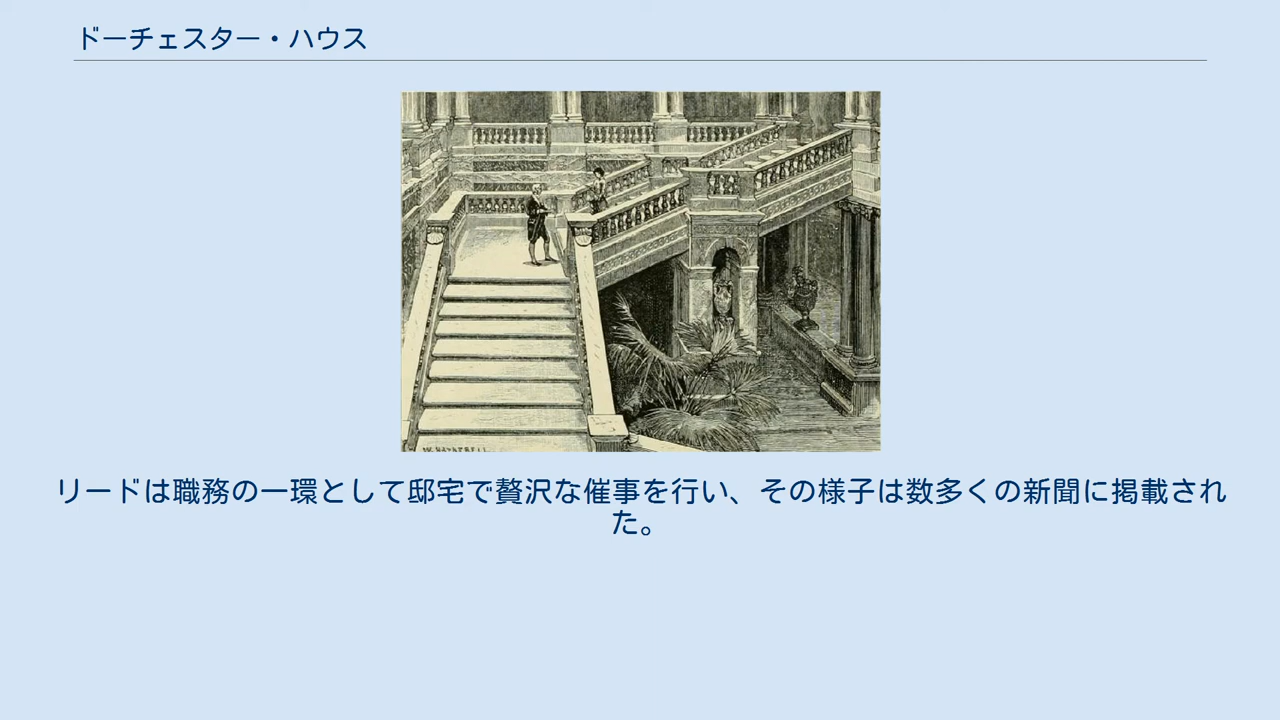 ドーチェスター・ハウス
リードは職務の一環として邸宅で贅沢な催事を行い、その様子は数多くの新聞に掲載され
た。